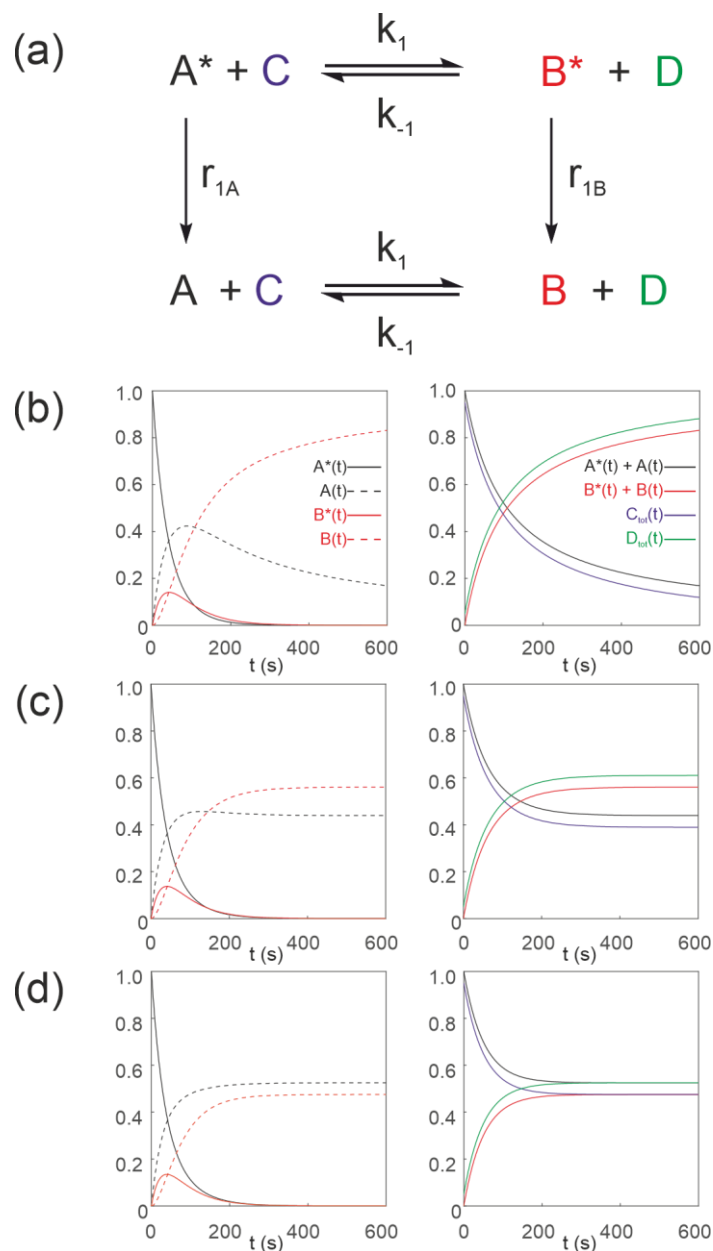 (a)
k1
A* + C B* + D
k-1
r1A r1B
k1
A + C B + D
k-1
(b)
1.0 1.0
0.8 0.8
A*(t) A*(t) + A(t)
0.6 A(t) 0.6 B*(t) + B(t)
B*(t) Ctot(t)
0.4 B(t) 0.4 Dtot(t)
0.2 0.2
0 0
0 200 400 600 0 200 400 600
t (s) t (s)
(c)
1.0 1.0
0.8 0.8
0.6 0.6
0.4 0.4
0.2 0.2
0 0
0 200 400 600 0 200 400 600
t (s) t (s)
(d)
1.0 1.0
0.8 0.8
0.6 0.6
0.4 0.4
0.2 0.2
0 0
0 200 400 600 0 200 400 600
t (s) t (s)